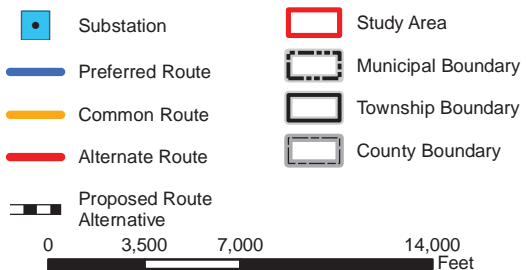 Substation
Preferred Route
Common Route
Alternate Route
Proposed Route
Alternative
Study Area
Municipal Boundary
Township Boundary
County Boundary
0 3,500 7,000 14,000
Feet